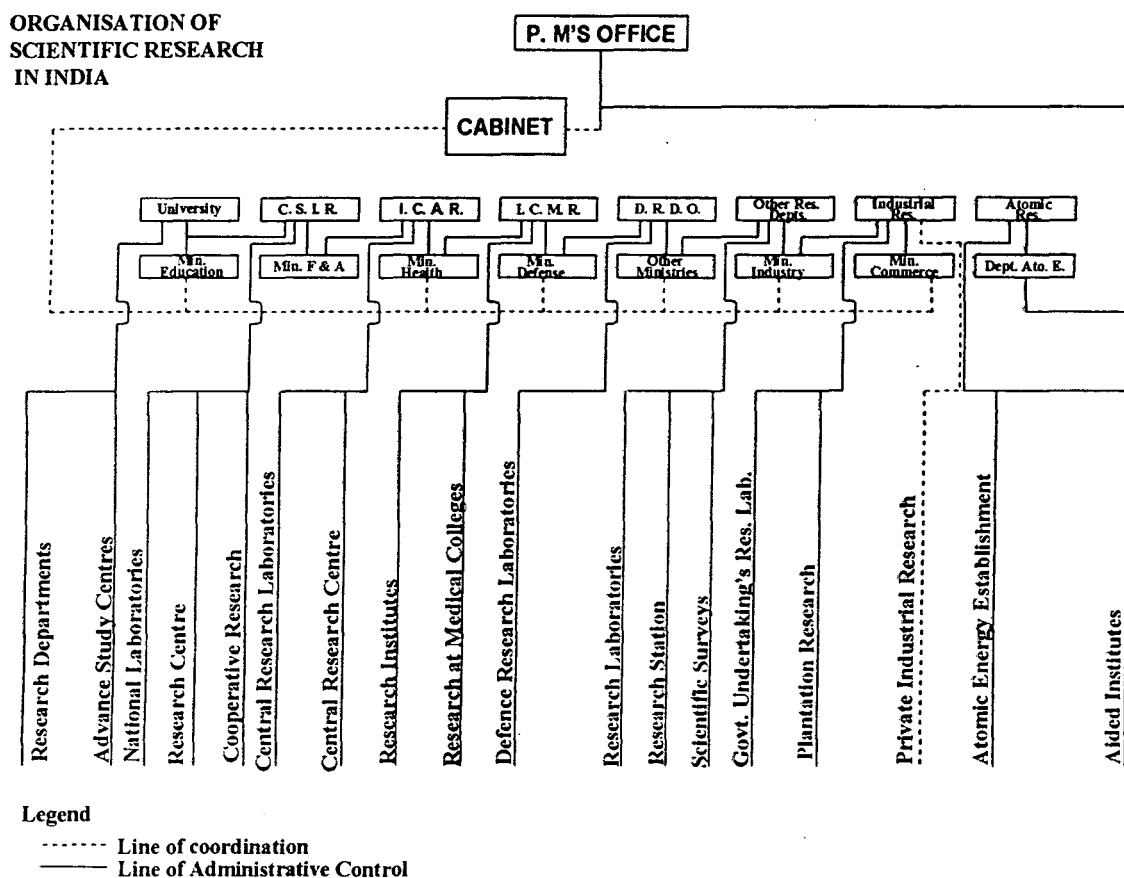 ORGANISATION OF
SCIENTIFIC RESEARCH
IN INDIA
P. M'S OFFICE
CABINET
University
C. S. I. R.
I. C. A. R.
I. C. M. R.
D. R. D. O.
Other Res.
Depts.
Industrial
Res.
Atomic
Res.
Min.
Education
Min. F & A
Min.
Health
Min.
Defense
Other
Ministries
Min.
Industry
Min.
Commerce
Dept. Ato. E.
Research Departments
Advance Study Centres
National Laboratories
Research Centre
Cooperative Research
Central Research Laboratories
Central Research Centre
Research Institutes
Research at Medical Colleges
Defence Research Laboratories
Research Laboratories
Research Station
Scientific Surveys
Govt. Undertaking's Res. Lab.
Plantation Research
Private Industrial Research
Atomic Energy Establishment
Aided Institutes
Legend
Line of coordination
Line of Administrative Control